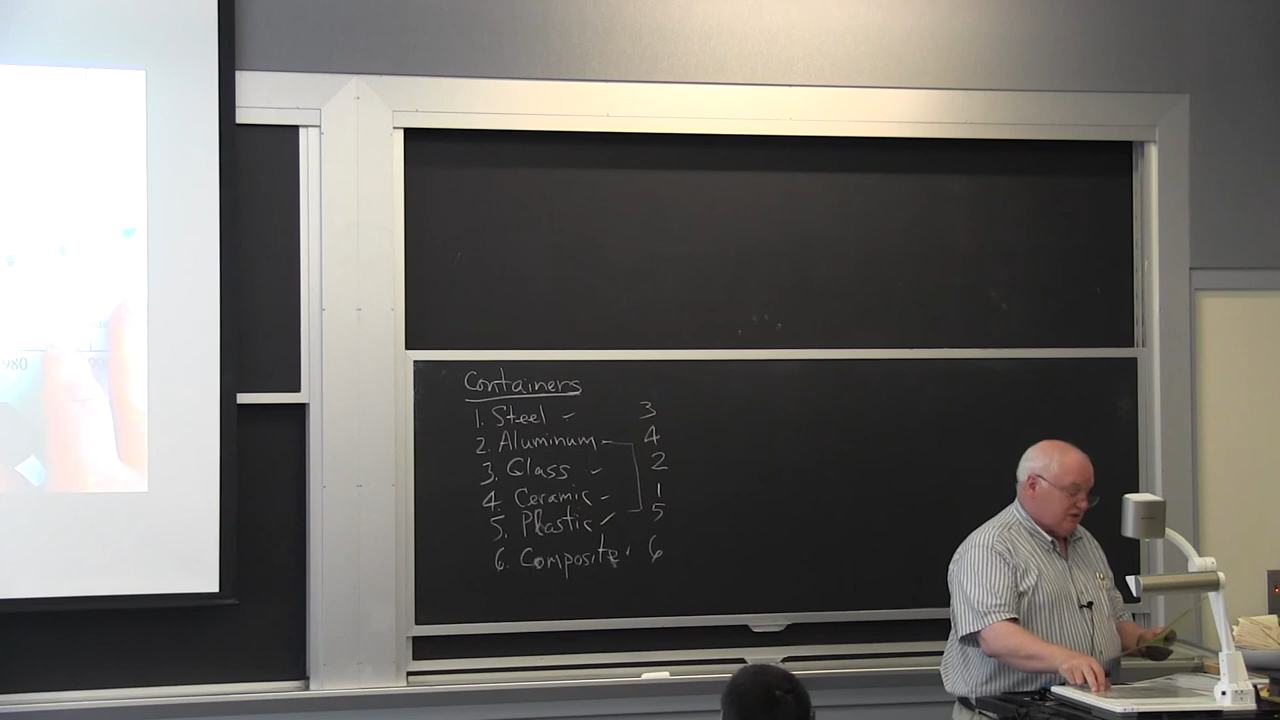 Containers
1. Steel - 3
2. Aluminum 4
3. Glass - 2
4. Ceramic - 1
5. Plastic 5
6. Composite 6
980